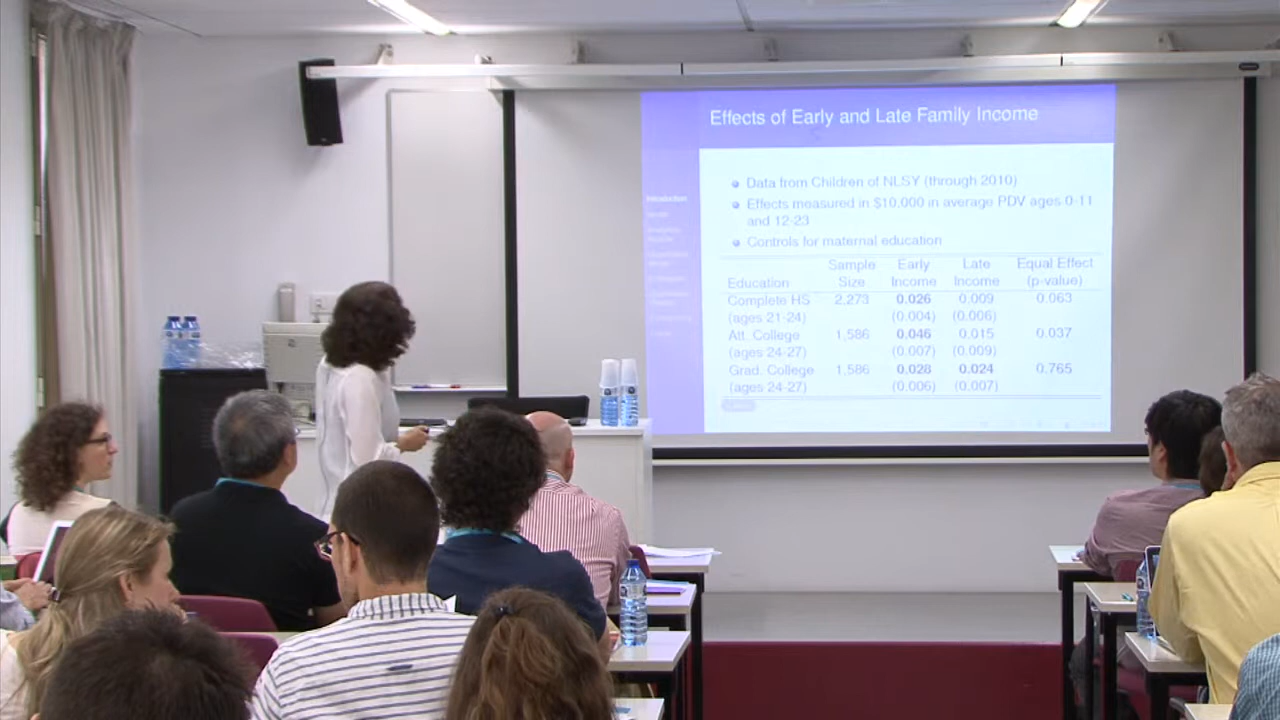 Effects of Early and Late Family Income
Introduction
Data from Children of NLSY (through 2010)
Effects measured in $10,000 in average PDV ages 0-11
and 12-23
Controls for maternal education
Sample Early Late Equal Effect
Education Size Income Income (p-value)
Complete HS 2,273 0.026 0.009 0.063
(ages 21-24) (0.004) (0.006)
Att. College 1,586 0.046 0.015 0.037
(ages 24-27) (0.007) (0.009)
Grad. College 1,586 0.028 0.024 0.765
(ages 24-27) (0.006) (0.007)